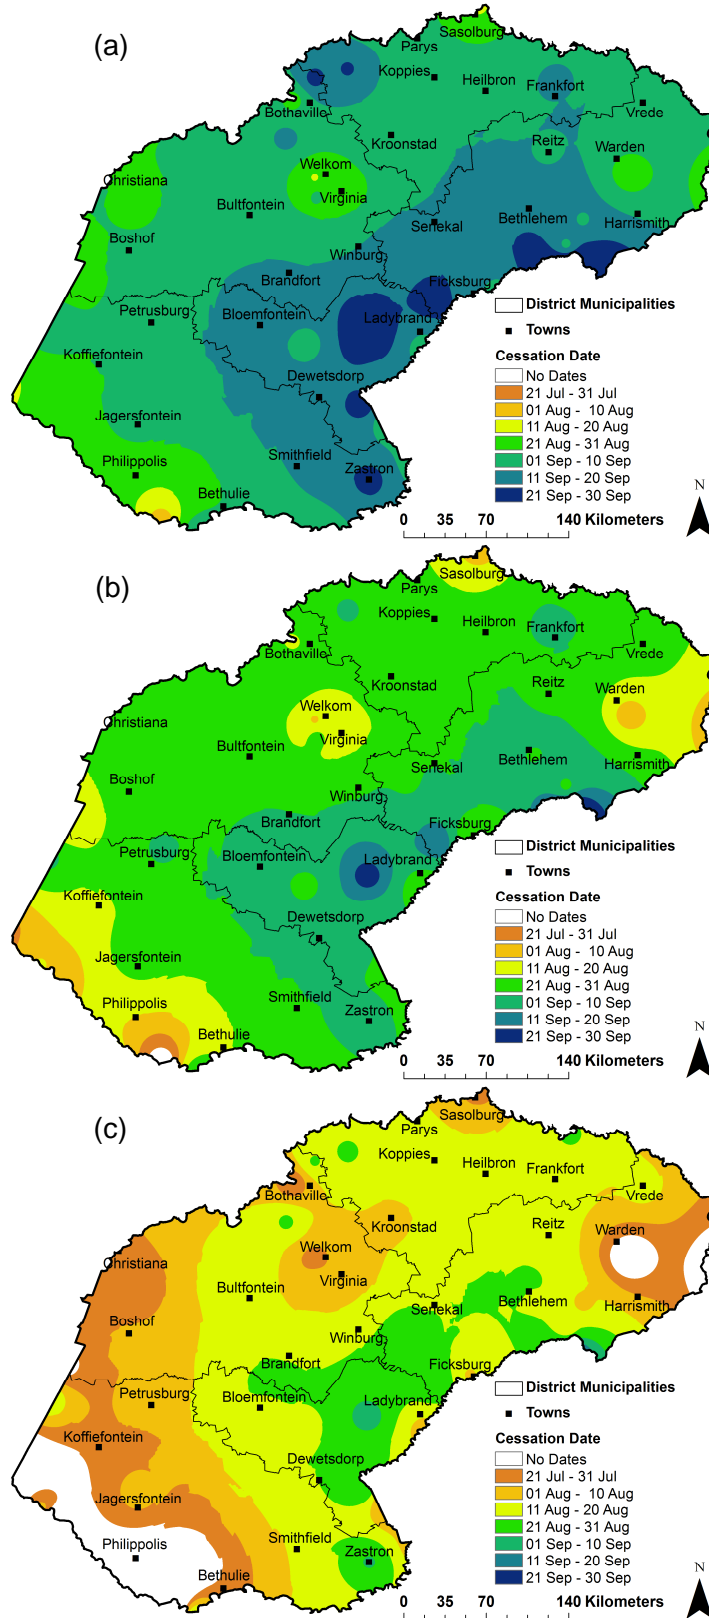 (a)
Sasolburg
Parys
Koppies
Heilbron
Frankfort
Bothaville
Vrede
Kroonstad
Reitz
Warden
Welkom
Christiana
Virginia
Bultfontein
Senekal
Bethlehem
Harrismith
Boshof
Winburg
Brandfort
Ficksburg
Petrusburg
Bloemfontein
Ladybrand
Koffiefontein
Dewetsdorp
Jagersfontein
Philippolis
Smithfield
Zastron
Bethulie
District Municipalities
Towns
Cessation Date
No Dates
21 Jul - 31 Jul
01 Aug - 10 Aug
11 Aug - 20 Aug
21 Aug - 31 Aug
01 Sep - 10 Sep
11 Sep - 20 Sep
21 Sep - 30 Sep
N
0 35 70 140 Kilometers
(b)
Sasolburg
Parys
Koppies
Heilbron
Frankfort
Bothaville
Vrede
Kroonstad
Reitz
Warden
Welkom
Christiana
Virginia
Bultfontein
Senekal
Bethlehem
Harrismith
Boshof
Winburg
Brandfort
Ficksburg
Petrusburg
Bloemfontein
Ladybrand
Koffiefontein
Dewetsdorp
Jagersfontein
Philippolis
Smithfield
Zastron
Bethulie
District Municipalities
Towns
Cessation Date
No Dates
21 Jul - 31 Jul
01 Aug - 10 Aug
11 Aug - 20 Aug
21 Aug - 31 Aug
01 Sep - 10 Sep
11 Sep - 20 Sep
21 Sep - 30 Sep
N
0 35 70 140 Kilometers
(c)
Sasolburg
Parys
Koppies
Heilbron
Frankfort
Bothaville
Vrede
Kroonstad
Reitz
Warden
Welkom
Christiana
Virginia
Bultfontein
Senekal
Bethlehem
Harrismith
Boshof
Winburg
Brandfort
Ficksburg
Petrusburg
Bloemfontein
Ladybrand
Koffiefontein
Dewetsdorp
Jagersfontein
Philippolis
Smithfield
Zastron
Bethulie
District Municipalities
Towns
Cessation Date
No Dates
21 Jul - 31 Jul
01 Aug - 10 Aug
11 Aug - 20 Aug
21 Aug - 31 Aug
01 Sep - 10 Sep
11 Sep - 20 Sep
21 Sep - 30 Sep
N
0 35 70 140 Kilometers